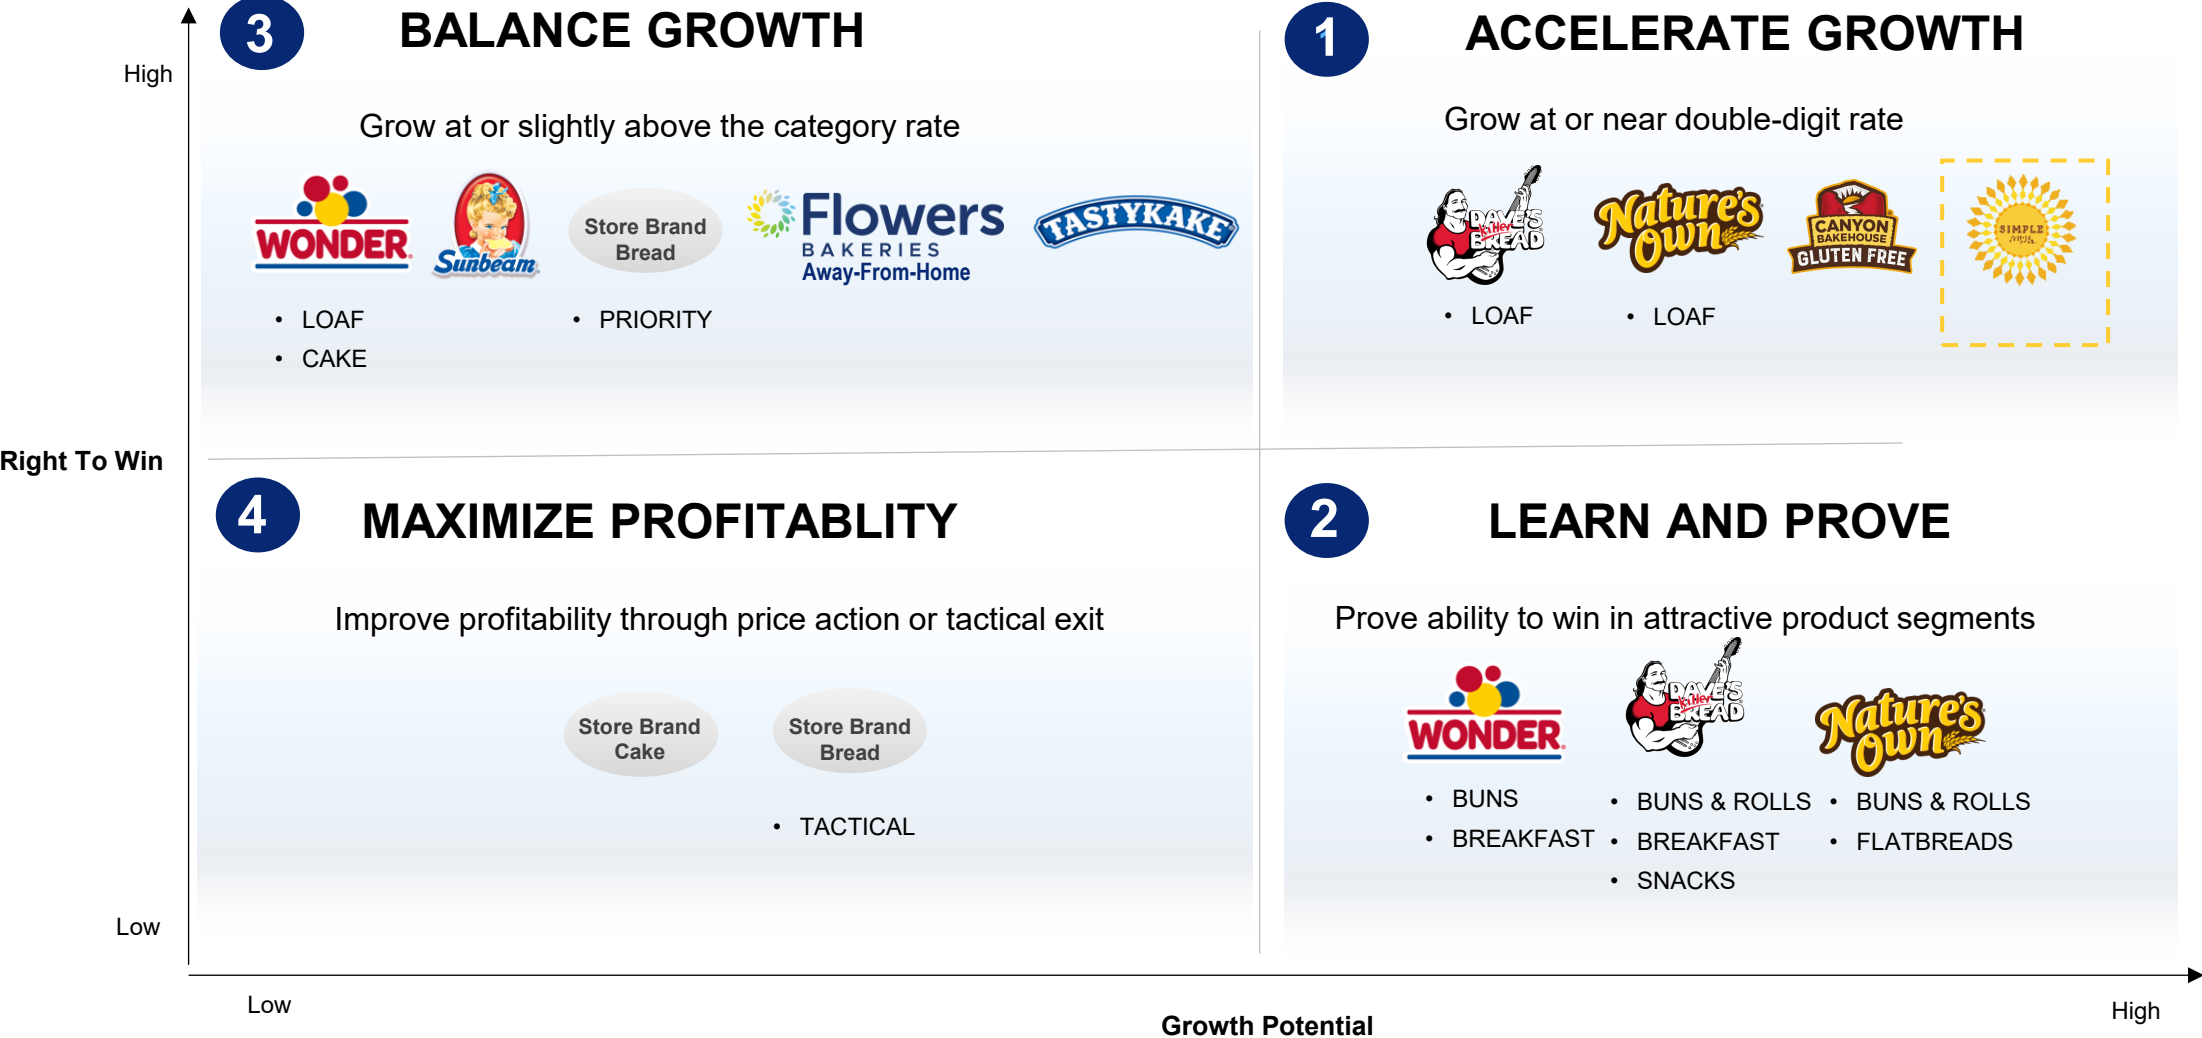 3
BALANCE GROWTH
1
ACCELERATE GROWTH
High
Grow at or slightly above the category rate
Grow at or near double-digit rate
WONDER
Sunbeam
Store Brand
Bread
Flowers
BAKERIES
Away-From-Home
TASTYKAKE
DAVE'S
Killer
BREAD
Nature's
Own
CANYON
BAKEHOUSE
GLUTEN FREE
SIMPLE
MILLS
• LOAF
• CAKE
• PRIORITY
• LOAF
• LOAF
Right To Win
4
MAXIMIZE PROFITABLITY
2
LEARN AND PROVE
Improve profitability through price action or tactical exit
Prove ability to win in attractive product segments
Store Brand
Cake
Store Brand
Bread
WONDER
DAVE'S
Killer
BREAD
Nature's
Own
• TACTICAL
• BUNS
• BREAKFAST
• BUNS & ROLLS
• BREAKFAST
• SNACKS
• BUNS & ROLLS
• FLATBREADS
Low
Low
Growth Potential
High